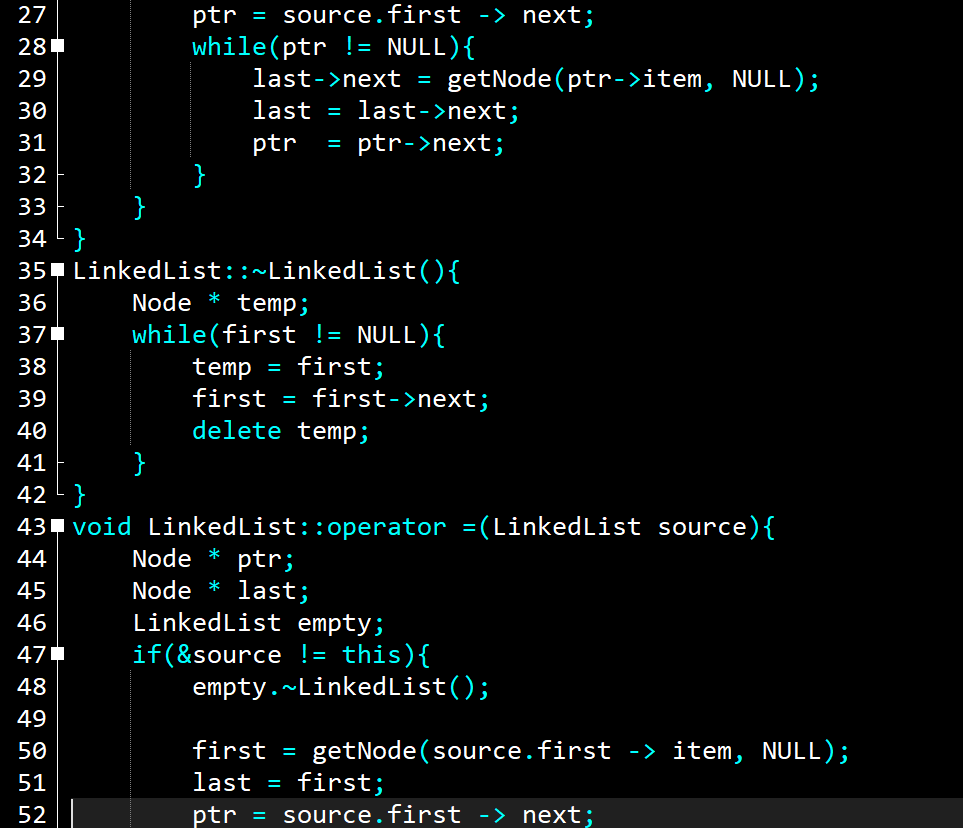 27 ptr = source.first -> next;
28 while(ptr != NULL){
29 last->next = getNode(ptr->item, NULL);
30 last = last->next;
31 ptr  = ptr->next;
32 }
33 }
34 }
35 LinkedList::~LinkedList(){
36 Node * temp;
37 while(first != NULL){
38 temp = first;
39 first = first->next;
40 delete temp;
41 }
42 }
43 void LinkedList::operator =(LinkedList source){
44 Node * ptr;
45 Node * last;
46 LinkedList empty;
47 if(&source != this){
48 empty.~LinkedList();
49
50 first = getNode(source.first -> item, NULL);
51 last = first;
52 ptr = source.first -> next;